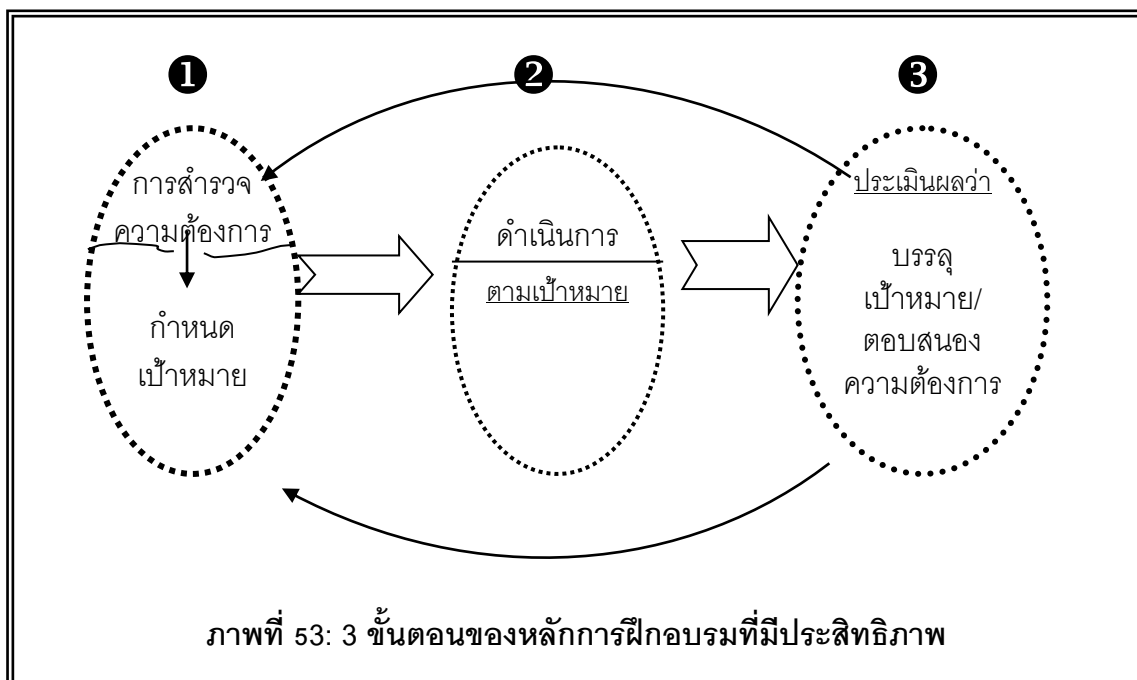 ❶
❷
❸
การสำรวจ
ความต้องการ
กำหนด
เป้าหมาย
ดำเนินการ
ตามเป้าหมาย
ประเมินผลว่า
บรรลุ
เป้าหมาย/
ตอบสนอง
ความต้องการ
ภาพที่ 53: 3 ขั้นตอนของหลักการฝึกอบรมที่มีประสิทธิภาพ